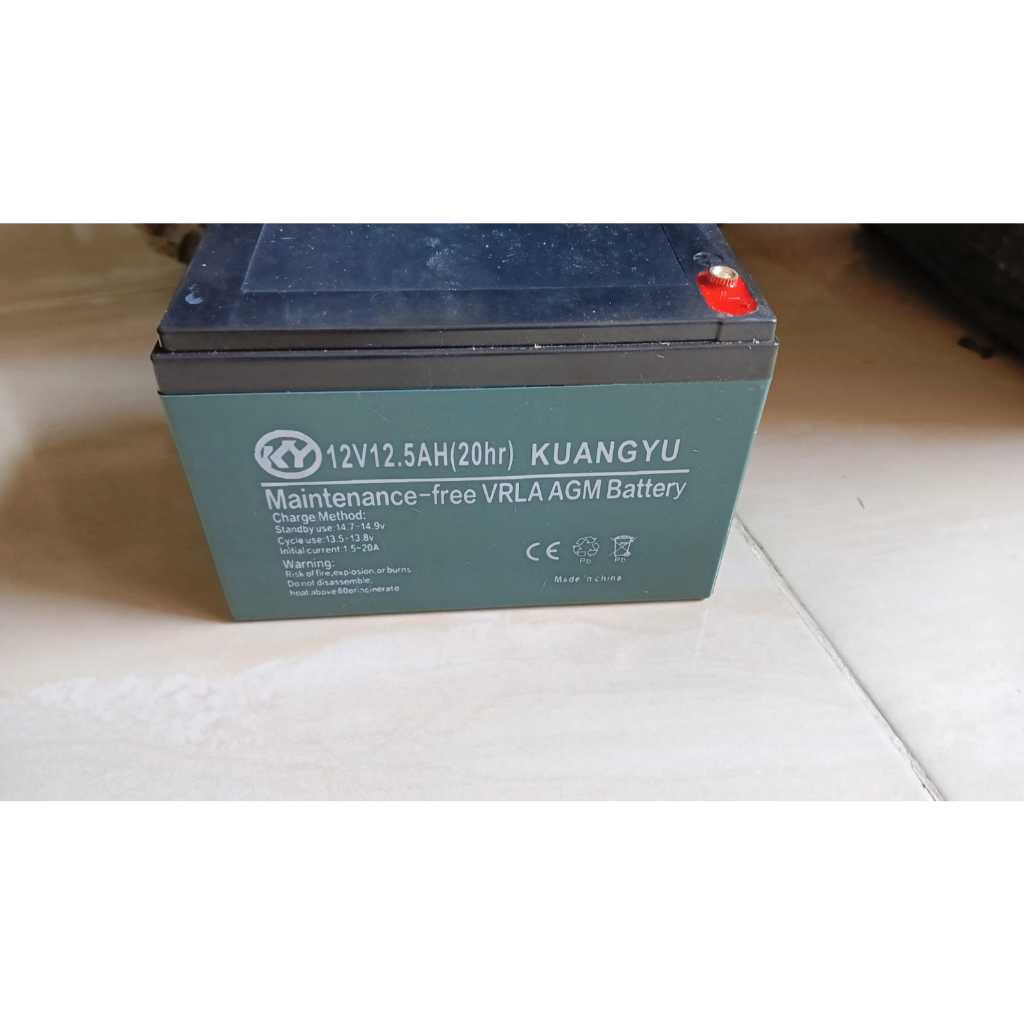 KY 12V12.5AH(20hr) KUANGYU
Maintenance-free VRLA AGM Battery
Charge Method:
Standby use:14.7-14.9v
Cycle use:13.5-13.8v
Initial current:1.5~20A
Warning:
Risk of fire,explosion,or burns
Do not disassemble,
heat above 60 or incinerate
CE
Pb Pb
Made in china